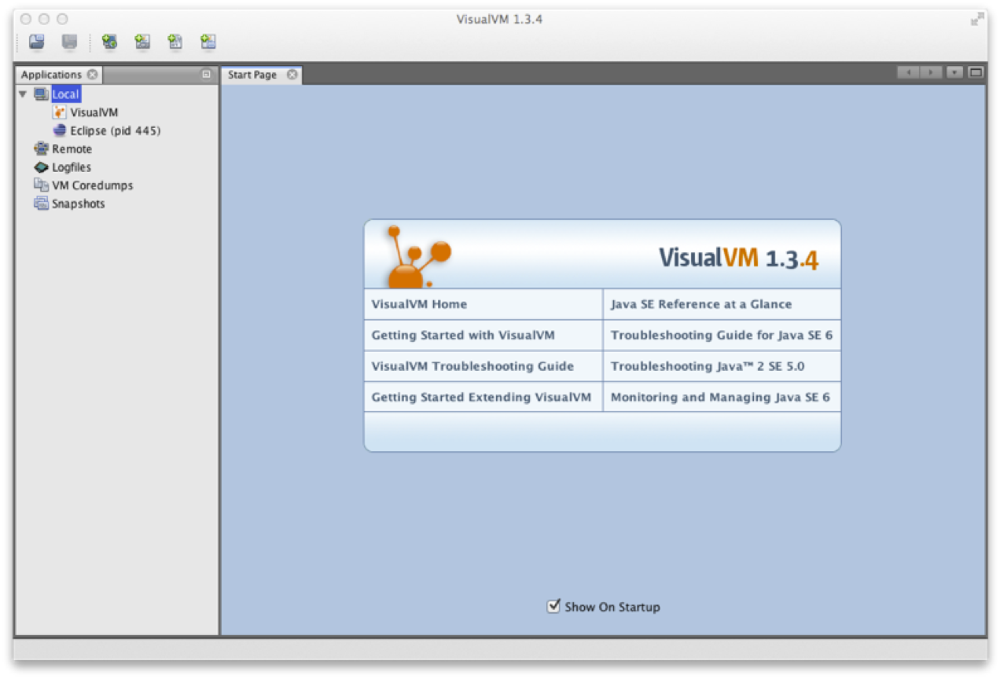 VisualVM 1.3.4
Applications
Start Page
Local
VisualVM
Eclipse (pid 445)
Remote
Logfiles
VM Coredumps
Snapshots
VisualVM 1.3.4
VisualVM Home
Java SE Reference at a Glance
Getting Started with VisualVM
Troubleshooting Guide for Java SE 6
VisualVM Troubleshooting Guide
Troubleshooting Java™ 2 SE 5.0
Getting Started Extending VisualVM
Monitoring and Managing Java SE 6
Show On Startup